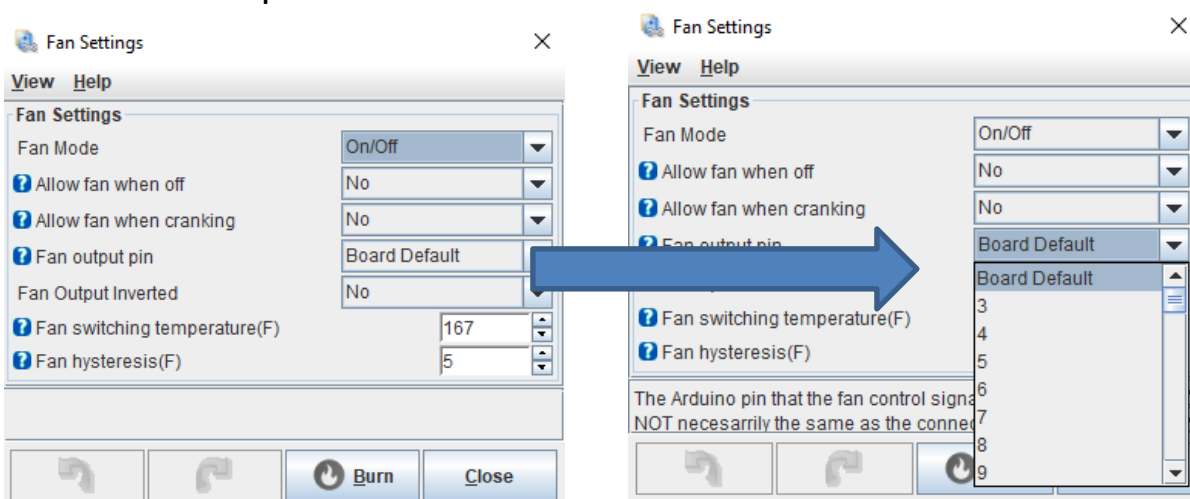 Fan Settings
View Help
Fan Settings
Fan Mode On/Off
Allow fan when off No
Allow fan when cranking No
Fan output pin Board Default
Fan Output Inverted No
Fan switching temperature(F) 167
Fan hysteresis(F) 5
Burn Close
Fan Settings
View Help
Fan Settings
Fan Mode On/Off
Allow fan when off No
Allow fan when cranking No
Fan output pin Board Default
Board Default
3
4
5
6
7
8
9
Fan switching temperature(F)
Fan hysteresis(F)
The Arduino pin that the fan control
NOT necesarrily the same as the